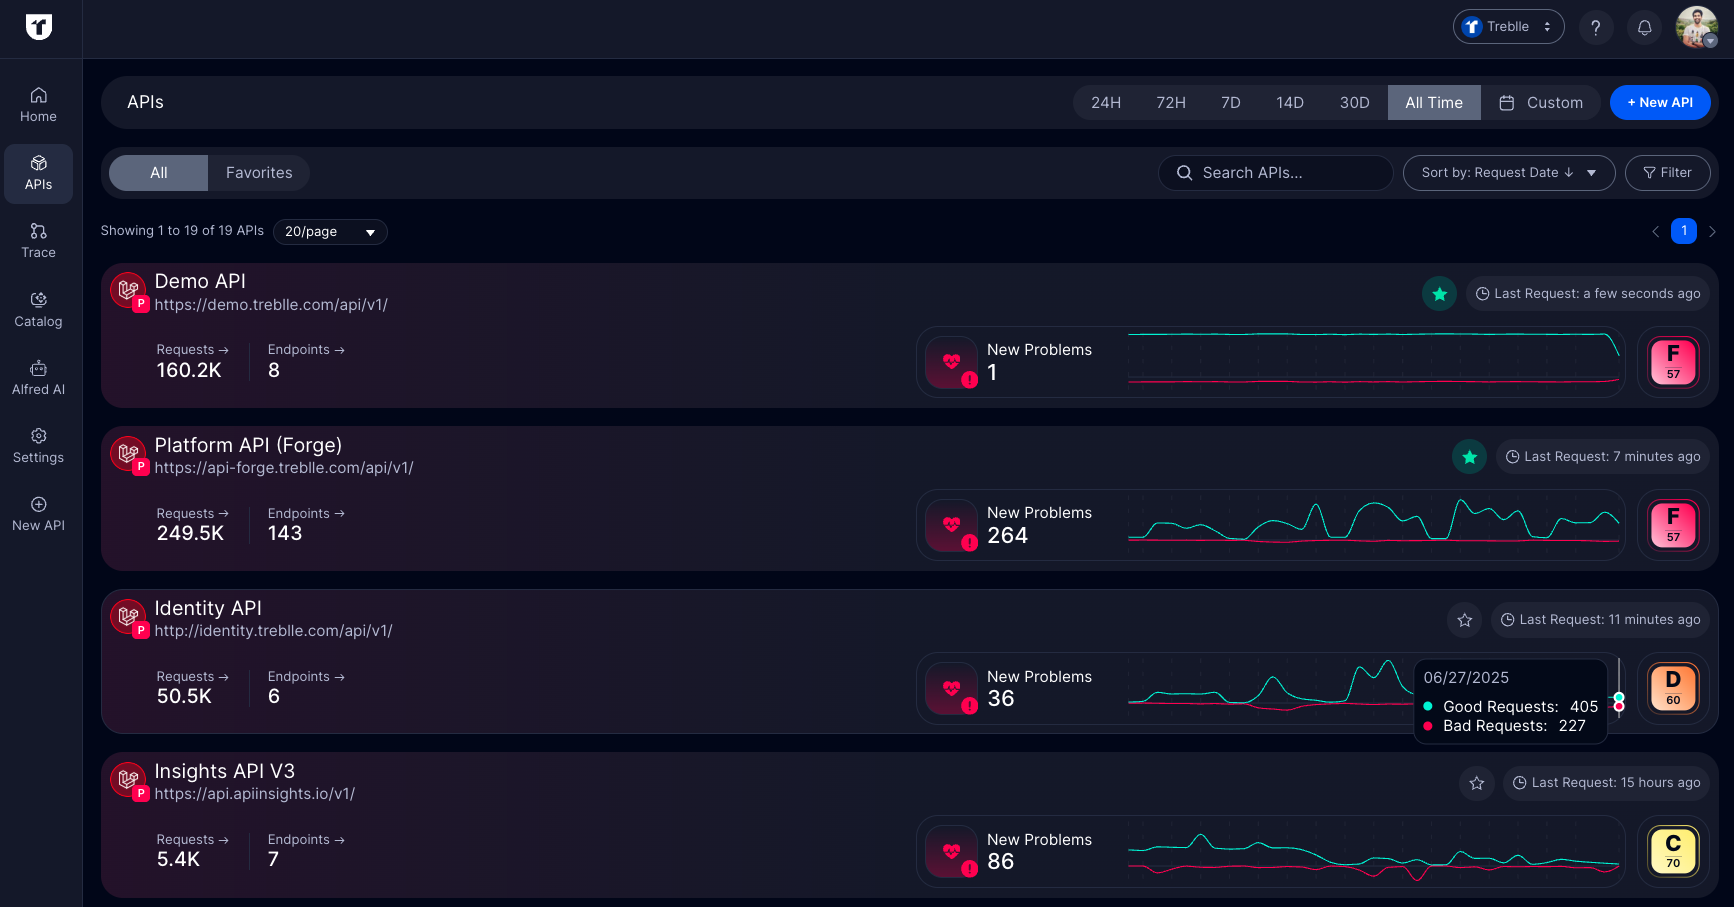 Treblle
?
Home
APIs
Trace
Catalog
Alfred AI
Settings
New API
APIs
24H 72H 7D 14D 30D All Time Custom + New API
All Favorites Search APIs... Sort by: Request Date ↓ Filter
Showing 1 to 19 of 19 APIs 20/page 1
Demo API
P
https://demo.treblle.com/api/v1/
Last Request: a few seconds ago
Requests → Endpoints →
160.2K 8
New Problems
1
!
F
57
Platform API (Forge)
P
https://api-forge.treblle.com/api/v1/
Last Request: 7 minutes ago
Requests → Endpoints →
249.5K 143
New Problems
264
!
F
57
Identity API
P
http://identity.treblle.com/api/v1/
Last Request: 11 minutes ago
Requests → Endpoints →
50.5K 6
New Problems
36
!
06/27/2025
Good Requests: 405
Bad Requests: 227
D
60
Insights API V3
P
https://api.apiinsights.io/v1/
Last Request: 15 hours ago
Requests → Endpoints →
5.4K 7
New Problems
86
!
C
70